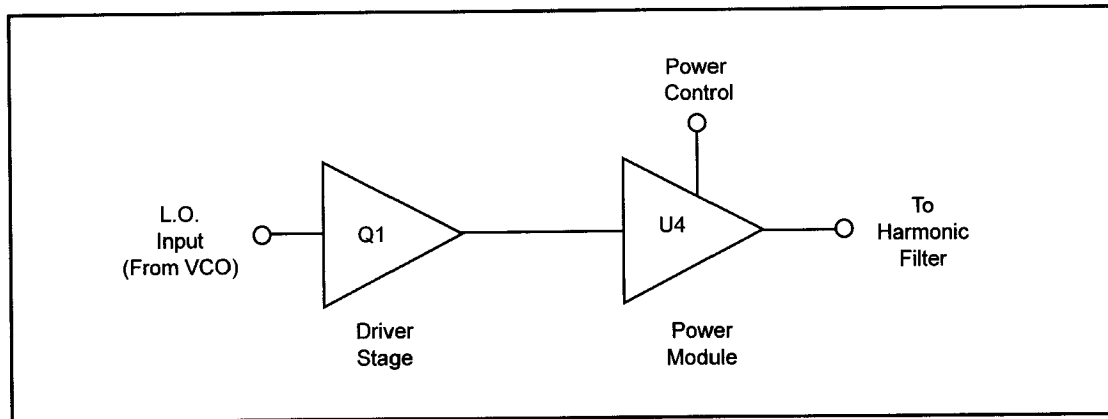 Power
Control
L.O.
Input
(From VCO)
Q1
U4
To
Harmonic
Filter
Driver
Stage
Power
Module